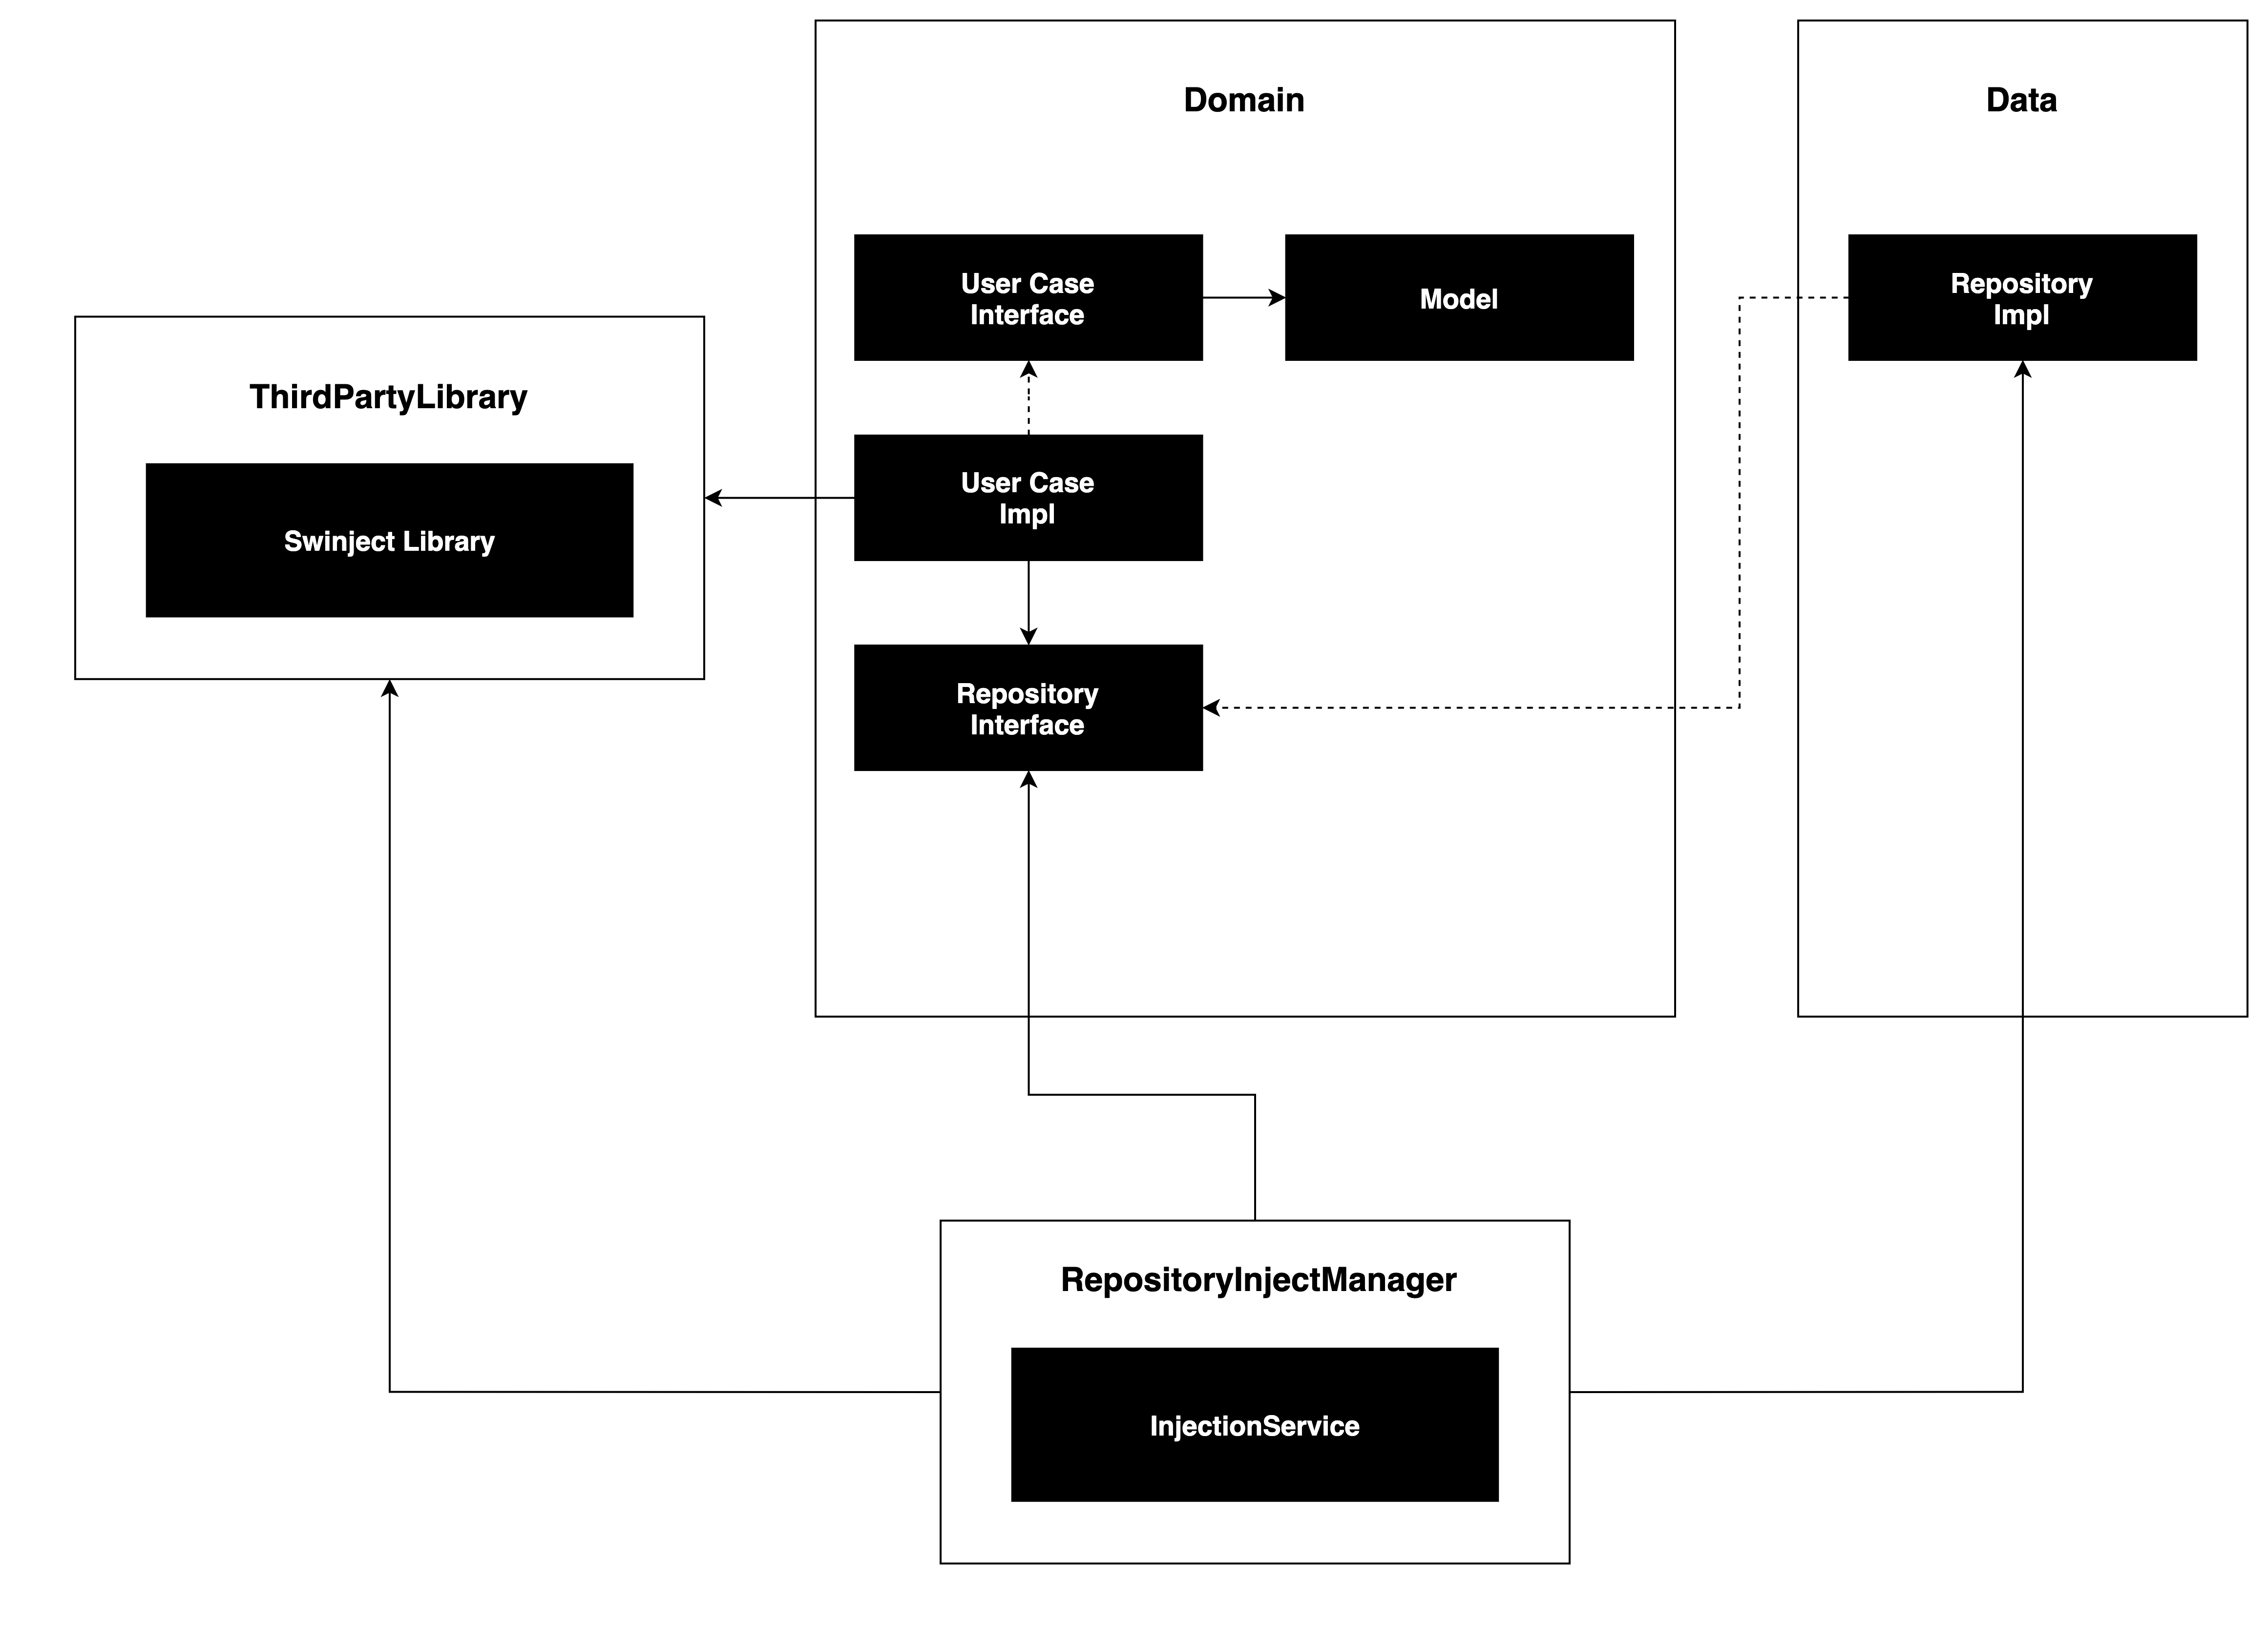 Domain
Data
User Case
Interface
Model
Repository
Impl
ThirdPartyLibrary
User Case
Impl
Swinject Library
Repository
Interface
RepositoryInjectManager
InjectionService